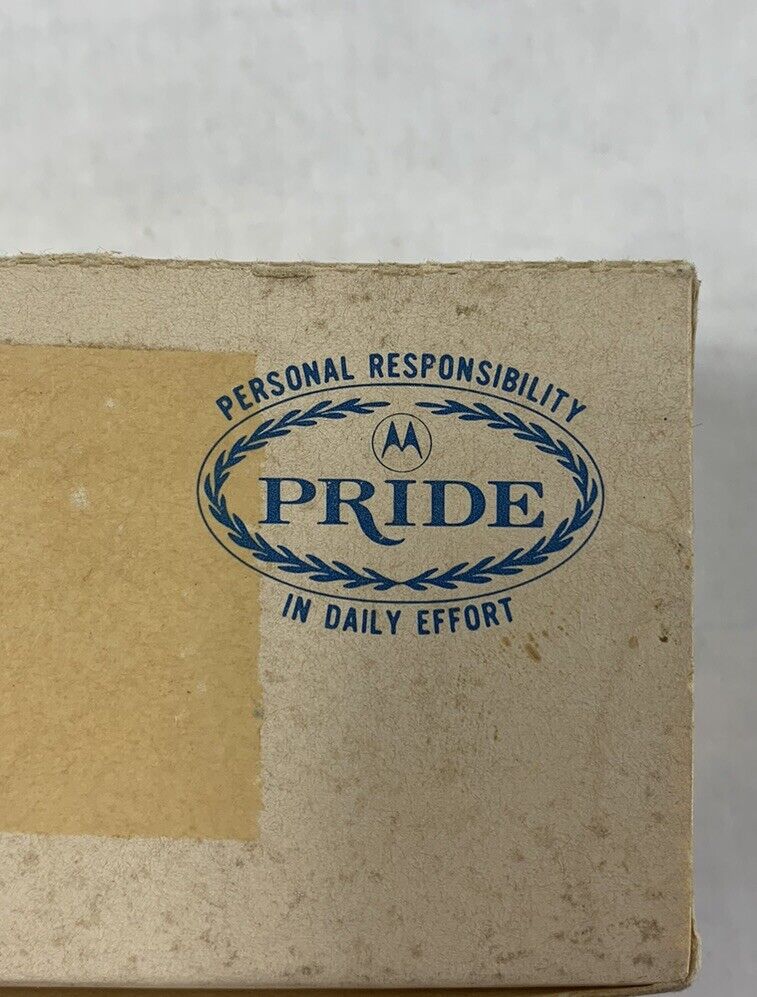 PERSONAL RESPONSIBILITY
PRIDE
IN DAILY EFFORT